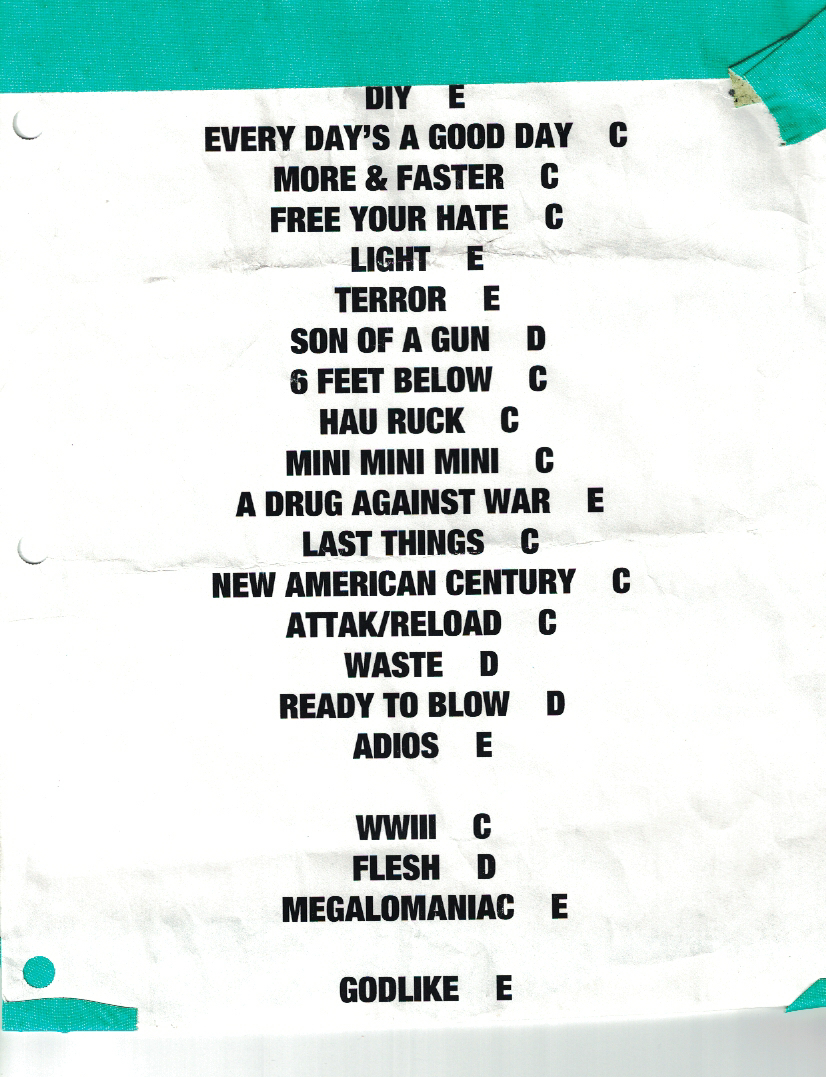 DIY E
EVERY DAY'S A GOOD DAY C
MORE & FASTER C
FREE YOUR HATE C
LIGHT E
TERROR E
SON OF A GUN D
6 FEET BELOW C
HAU RUCK C
MINI MINI MINI C
A DRUG AGAINST WAR E
LAST THINGS C
NEW AMERICAN CENTURY C
ATTAK/RELOAD C
WASTE D
READY TO BLOW D
ADIOS E
WWIII C
FLESH D
MEGALOMANIAC E
GODLIKE E